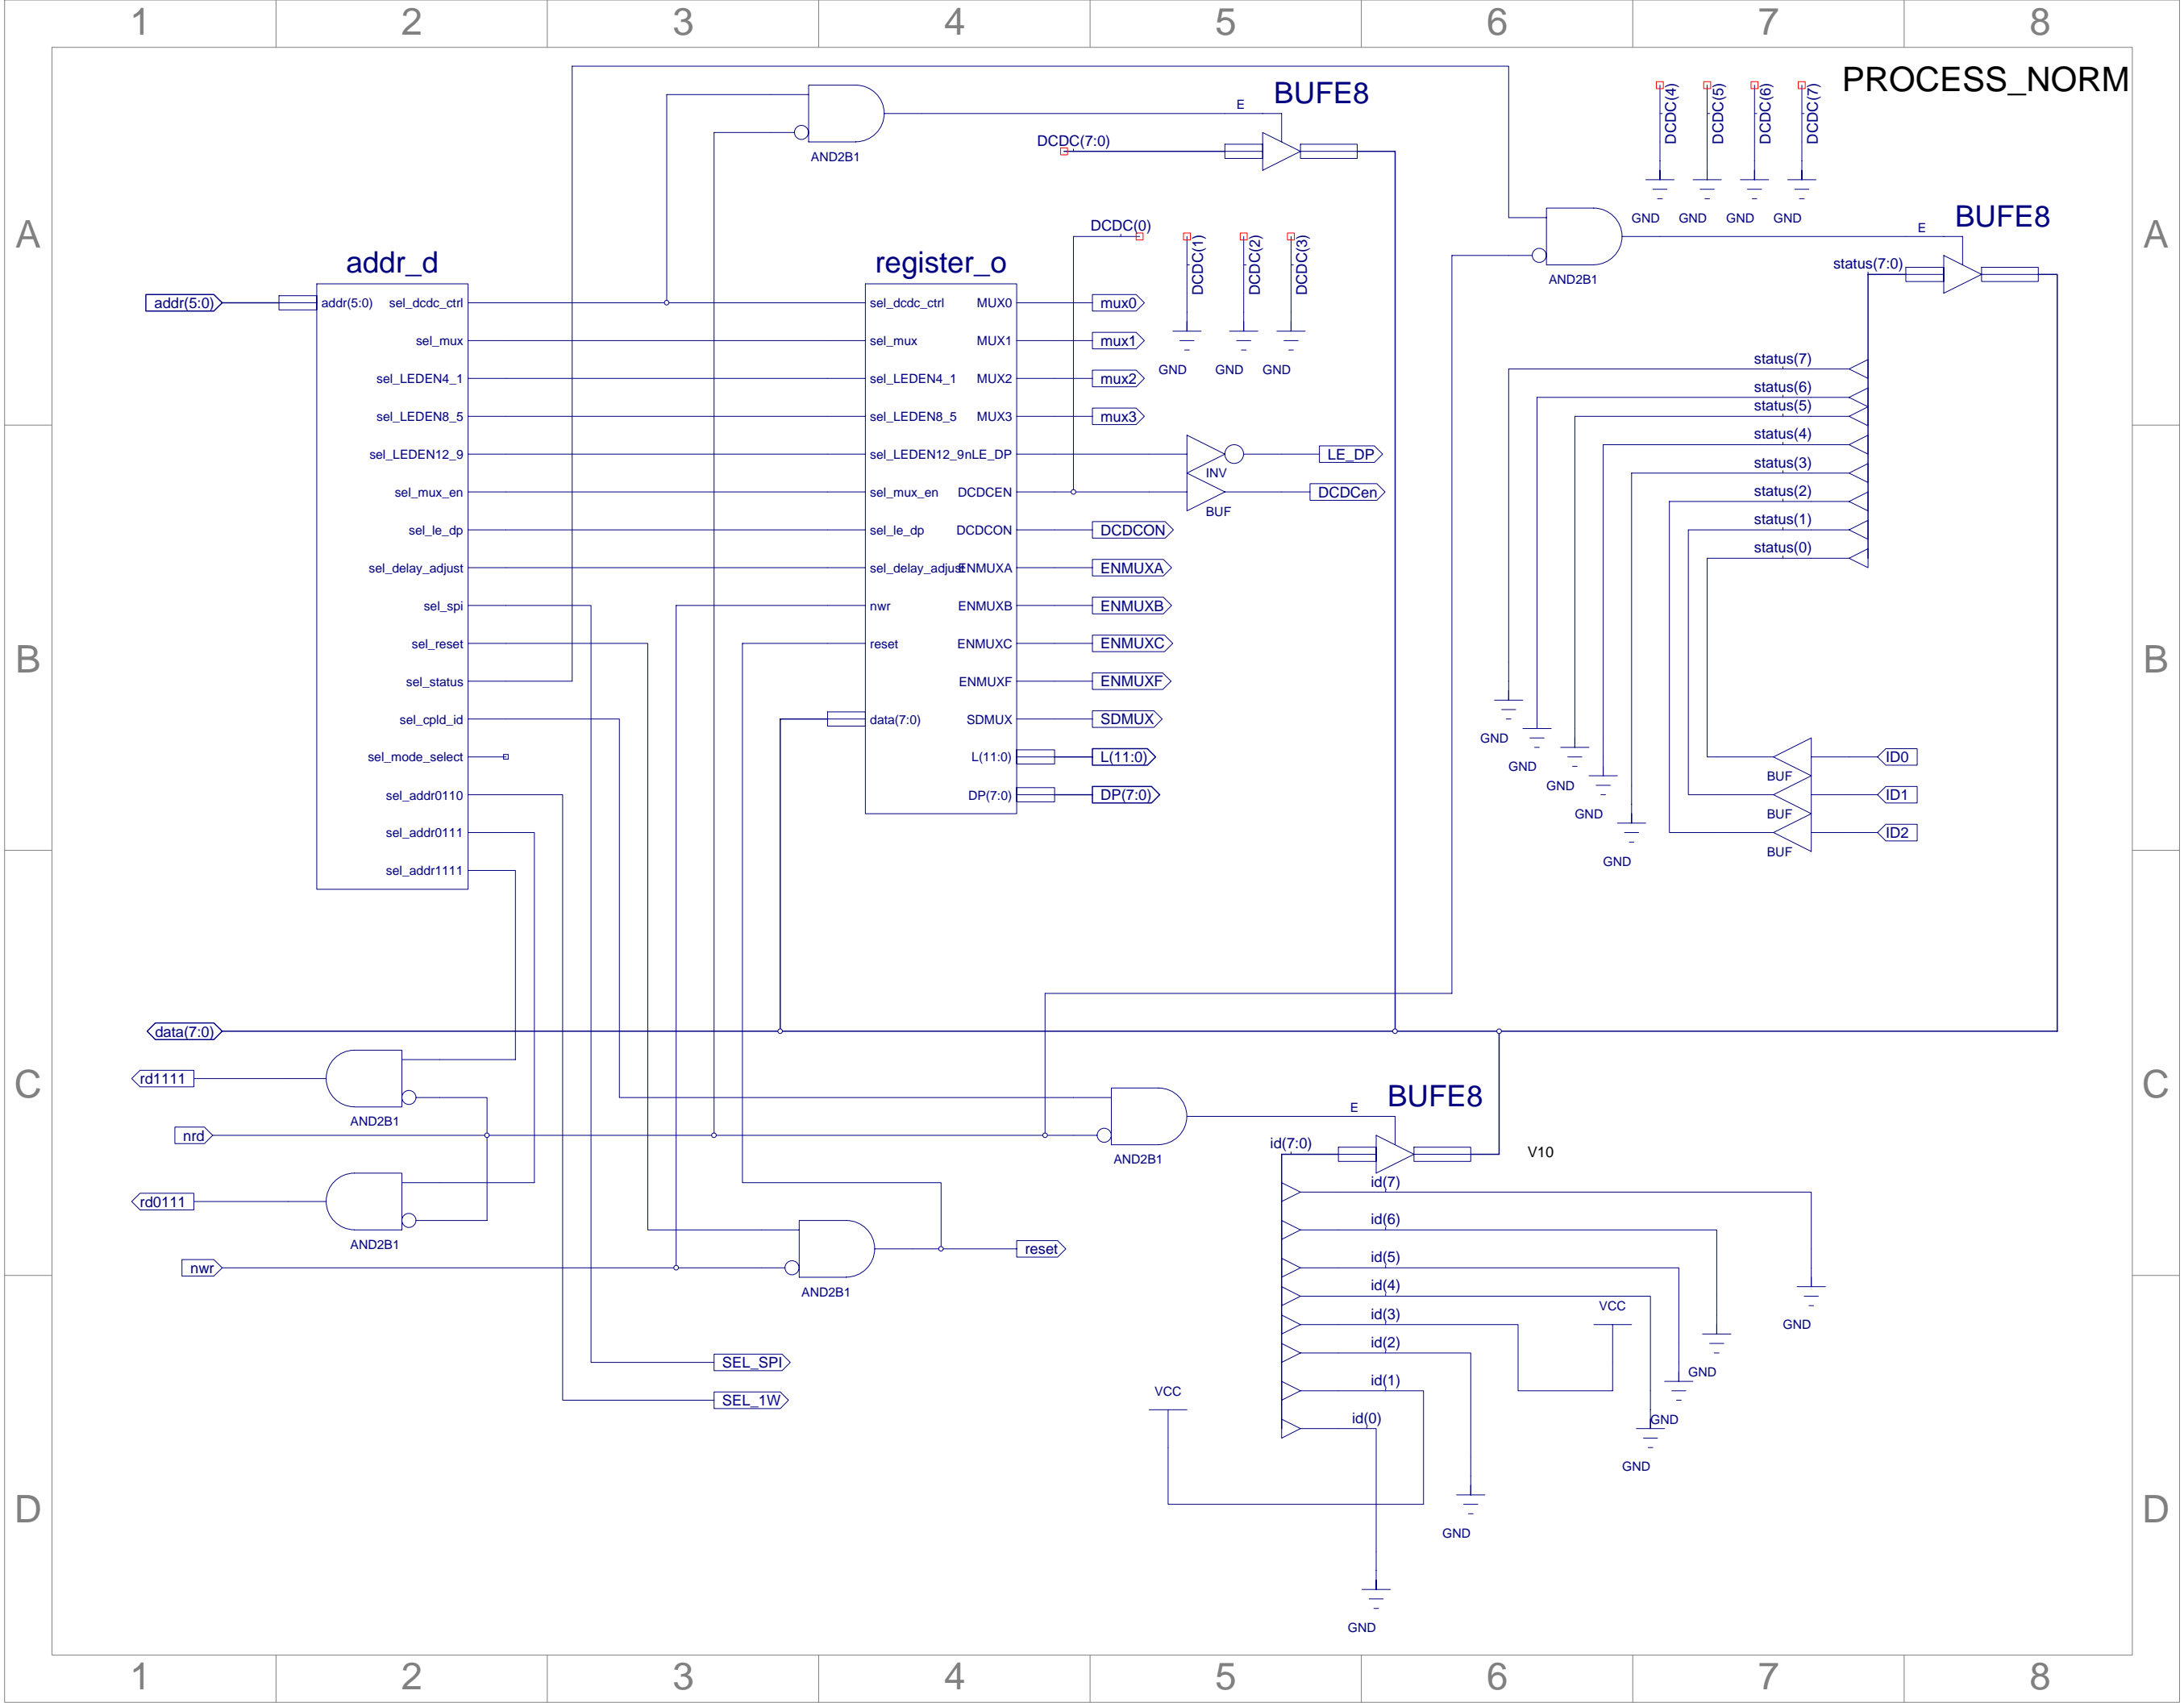 1 2 3 4 5 6 7 8
PROCESS_NORM
BUFE8
E
AND2B1
DCDC(7:0)
DCDC(4)
DCDC(5)
DCDC(6)
DCDC(7)
GND GND GND GND
A
A
BUFE8
E
AND2B1
status(7:0)
DCDC(0)
DCDC(1)
DCDC(2)
DCDC(3)
GND GND GND
addr_d
addr(5:0)
addr(5:0) sel_dcdc_ctrl
sel_mux
sel_LEDEN4_1
sel_LEDEN8_5
sel_LEDEN12_9
sel_mux_en
sel_le_dp
sel_delay_adjust
sel_spi
sel_reset
sel_status
sel_cpld_id
sel_mode_select
sel_addr0110
sel_addr0111
sel_addr1111
register_o
sel_dcdc_ctrl MUX0
sel_mux MUX1
sel_LEDEN4_1 MUX2
sel_LEDEN8_5 MUX3
sel_LEDEN12_9 nLE_DP
sel_mux_en DCDCEN
sel_le_dp DCDCON
sel_delay_adjust ENMUXA
nwr ENMUXB
reset ENMUXC
ENMUXF
data(7:0) SDMUX
L(11:0)
DP(7:0)
mux0
mux1
mux2
mux3
INV
LE_DP
BUF
DCDCen
DCDCON
ENMUXA
ENMUXB
ENMUXC
ENMUXF
SDMUX
L(11:0)
DP(7:0)
status(7)
status(6)
status(5)
status(4)
status(3)
status(2)
status(1)
status(0)
B
B
GND
GND
GND
GND
GND
BUF
ID0
BUF
ID1
BUF
ID2
data(7:0)
C
C
rd1111
AND2B1
nrd
rd0111
AND2B1
nwr
AND2B1
reset
SEL_SPI
SEL_1W
AND2B1
E
BUFE8
V10
id(7:0)
id(7)
id(6)
id(5)
id(4)
id(3)
id(2)
id(1)
id(0)
VCC
VCC
GND
GND
GND
GND
GND
GND
D
D
1 2 3 4 5 6 7 8